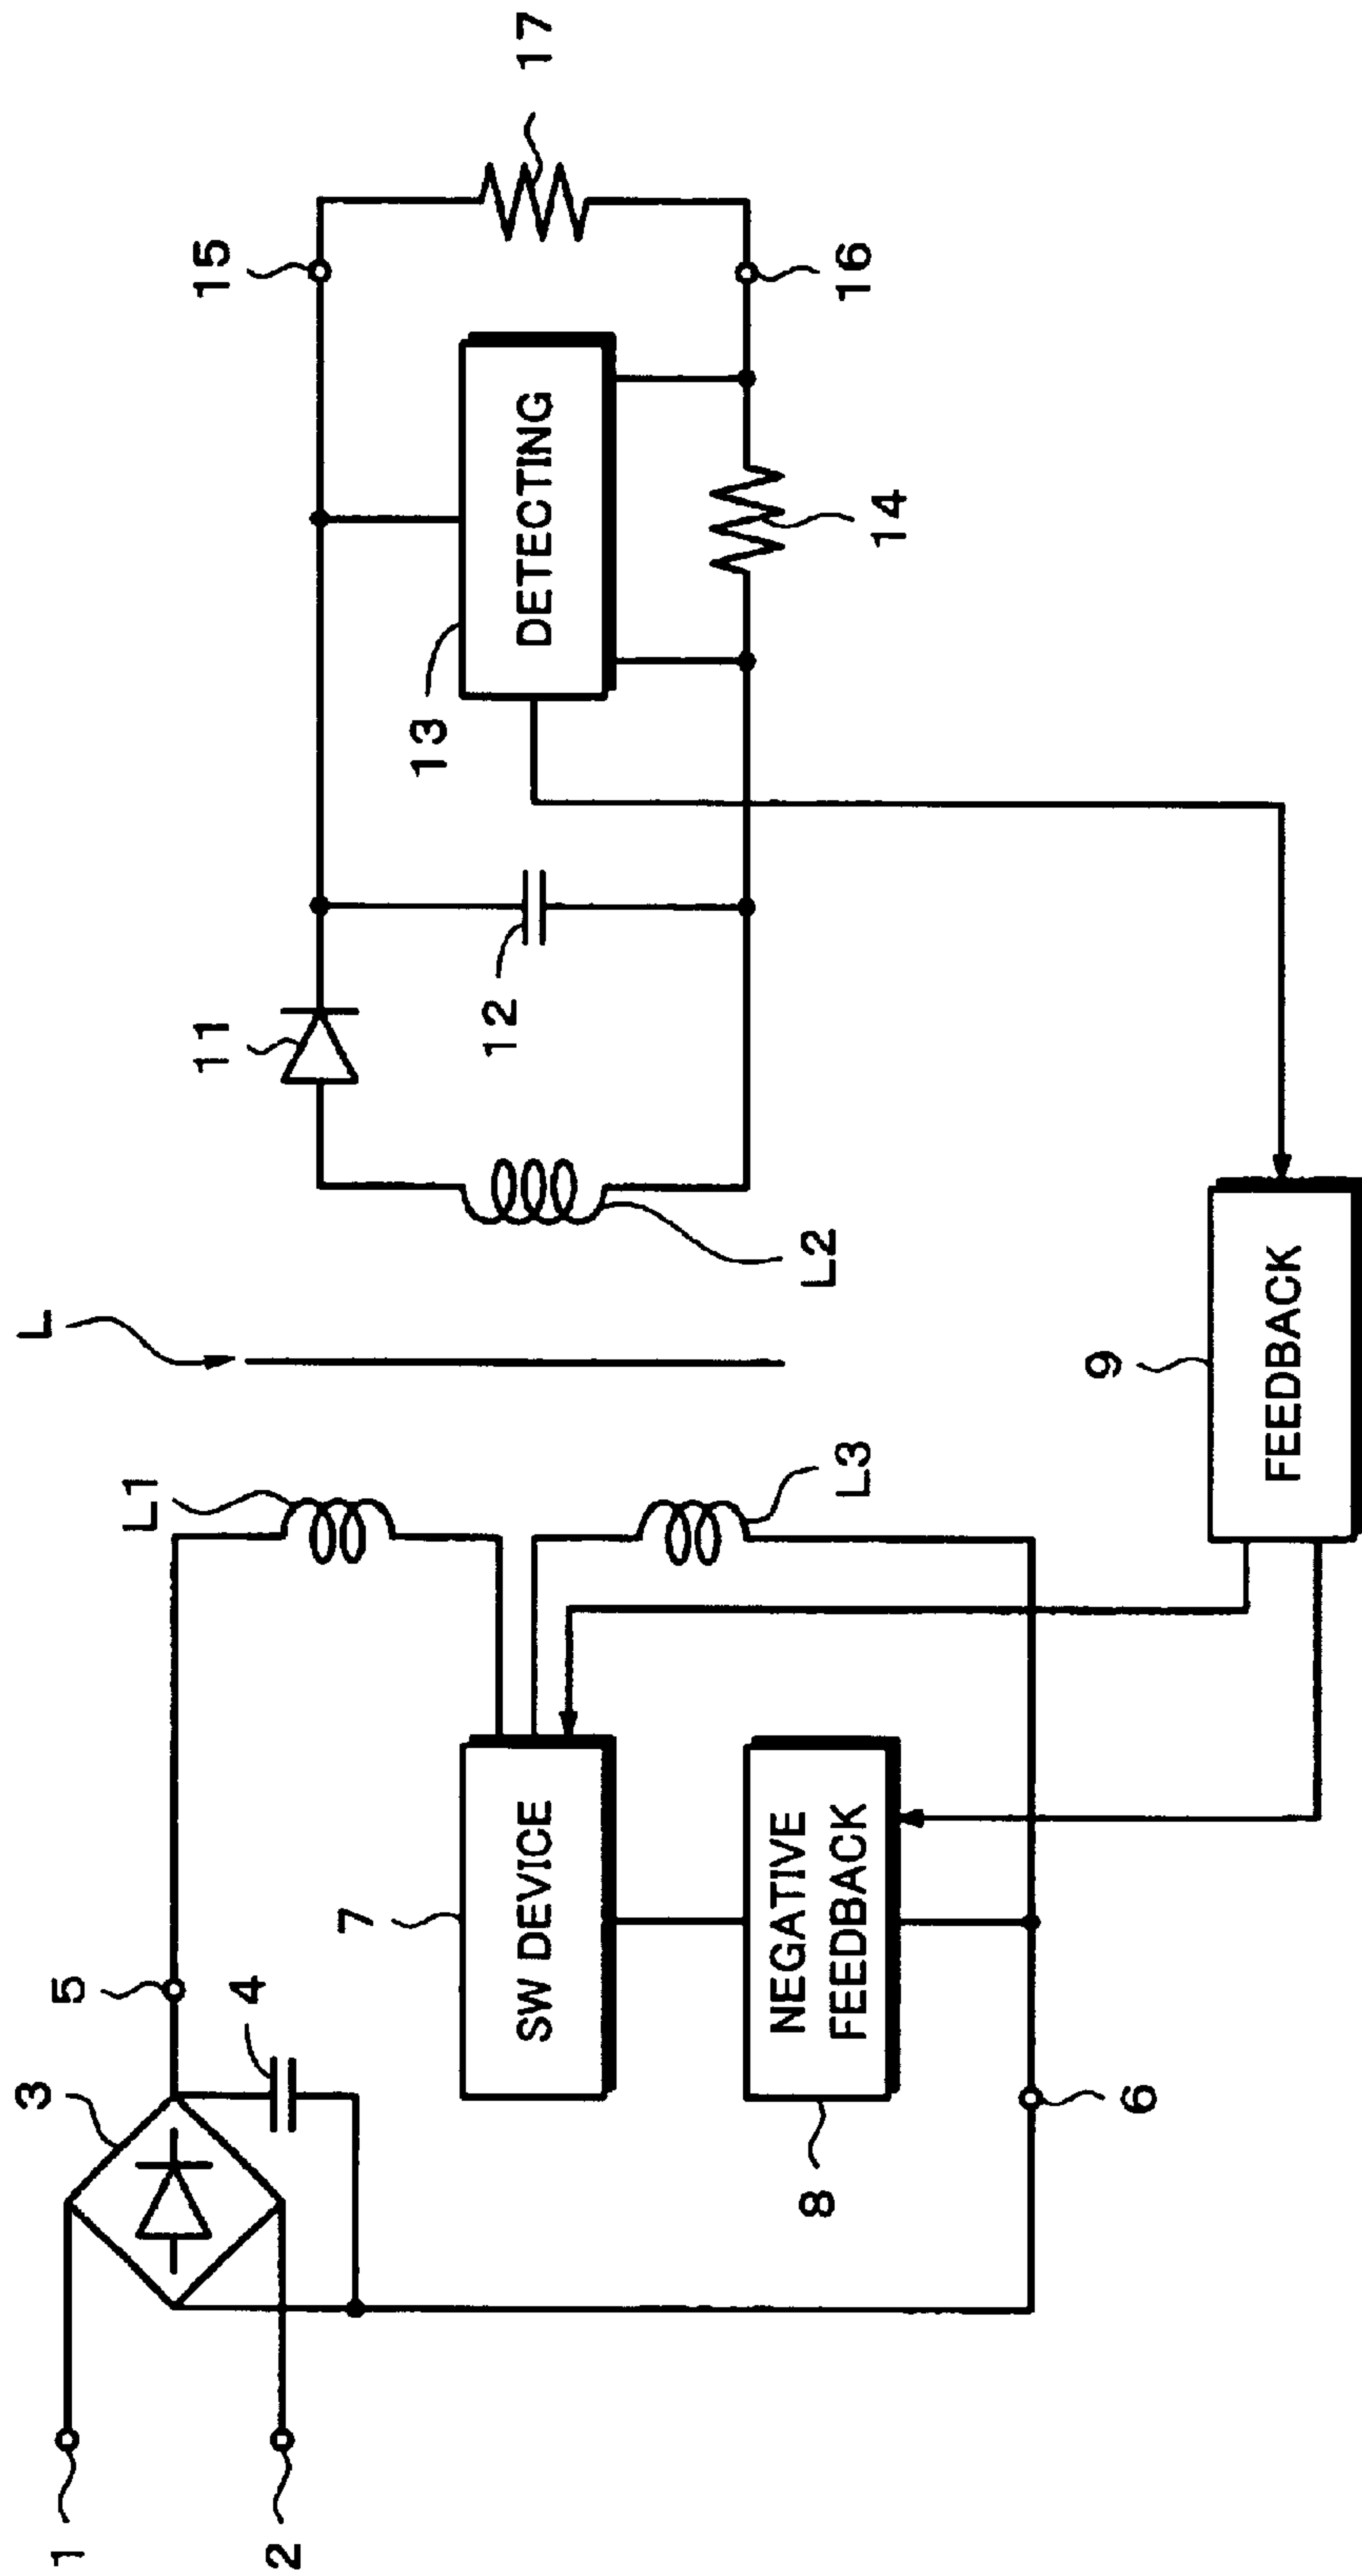 1
2
3
4
5
6
7
SW DEVICE
8
NEGATIVE
FEEDBACK
L1
L3
L
L2
9
FEEDBACK
11
12
13
DETECTING
14
15
16
17